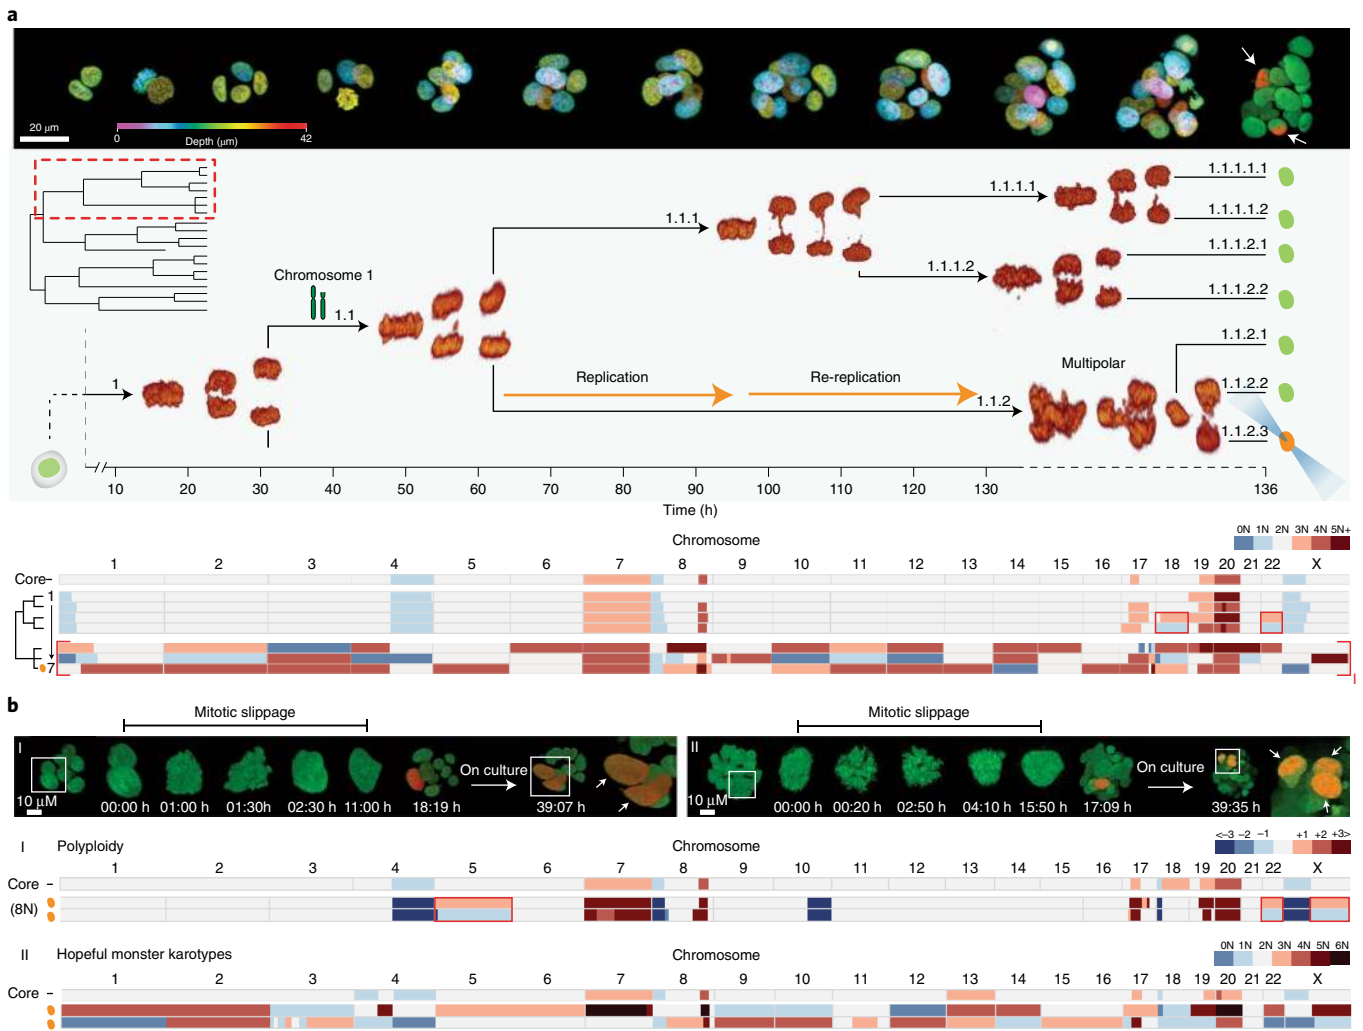 a
20 µm
0 42
Depth (µm)
1.1.1.1.1
1.1.1.1
1.1.1.1.2
1.1.1
1.1.1.2.1
1.1.1.2
Chromosome 1
1.1.1.2.2
1.1
1.1.2.1
Multipolar
Replication
Re-replication
1
1.1.2.2
1.1.2
1.1.2.3
10 20 30 40 50 60 70 80 90 100 110 120 130 136
Time (h)
0N 1N 2N 3N 4N 5N+
Chromosome
1 2 3 4 5 6 7 8 9 10 11 12 13 14 15 16 17 18 19 20 21 22 X
Core
1
7
b
Mitotic slippage Mitotic slippage
I II
On culture On culture
10 µM 00:00 h 01:00 h 01:30h 02:30 h 11:00 h 18:19 h 39:07 h
10 µM 00:00 h 00:20 h 02:50 h 04:10 h 15:50 h 17:09 h 39:35 h
<−3 −2 −1 +1 +2 +3>
I Polyploidy Chromosome
1 2 3 4 5 6 7 8 9 10 11 12 13 14 15 16 17 18 19 20 21 22 X
Core
(8N)
0N 1N 2N 3N 4N 5N 6N
II Hopeful monster karotypes Chromosome
1 2 3 4 5 6 7 8 9 10 11 12 13 14 15 16 17 18 19 20 21 22 X
Core